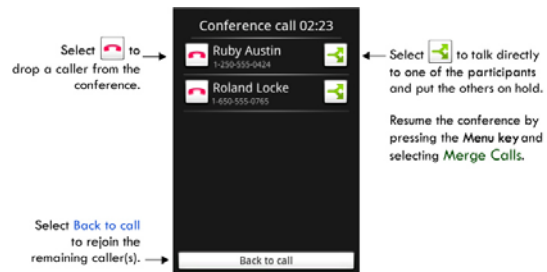 Conference call 02:23
Select to
drop a caller from the
conference.
Ruby Austin
1-250-555-0424
Roland Locke
1-650-555-0765
Select to talk directly
to one of the participants
and put the others on hold.
Resume the conference by
pressing the Menu key and
selecting Merge Calls.
Select Back to call
to rejoin the
remaining caller(s).
Back to call